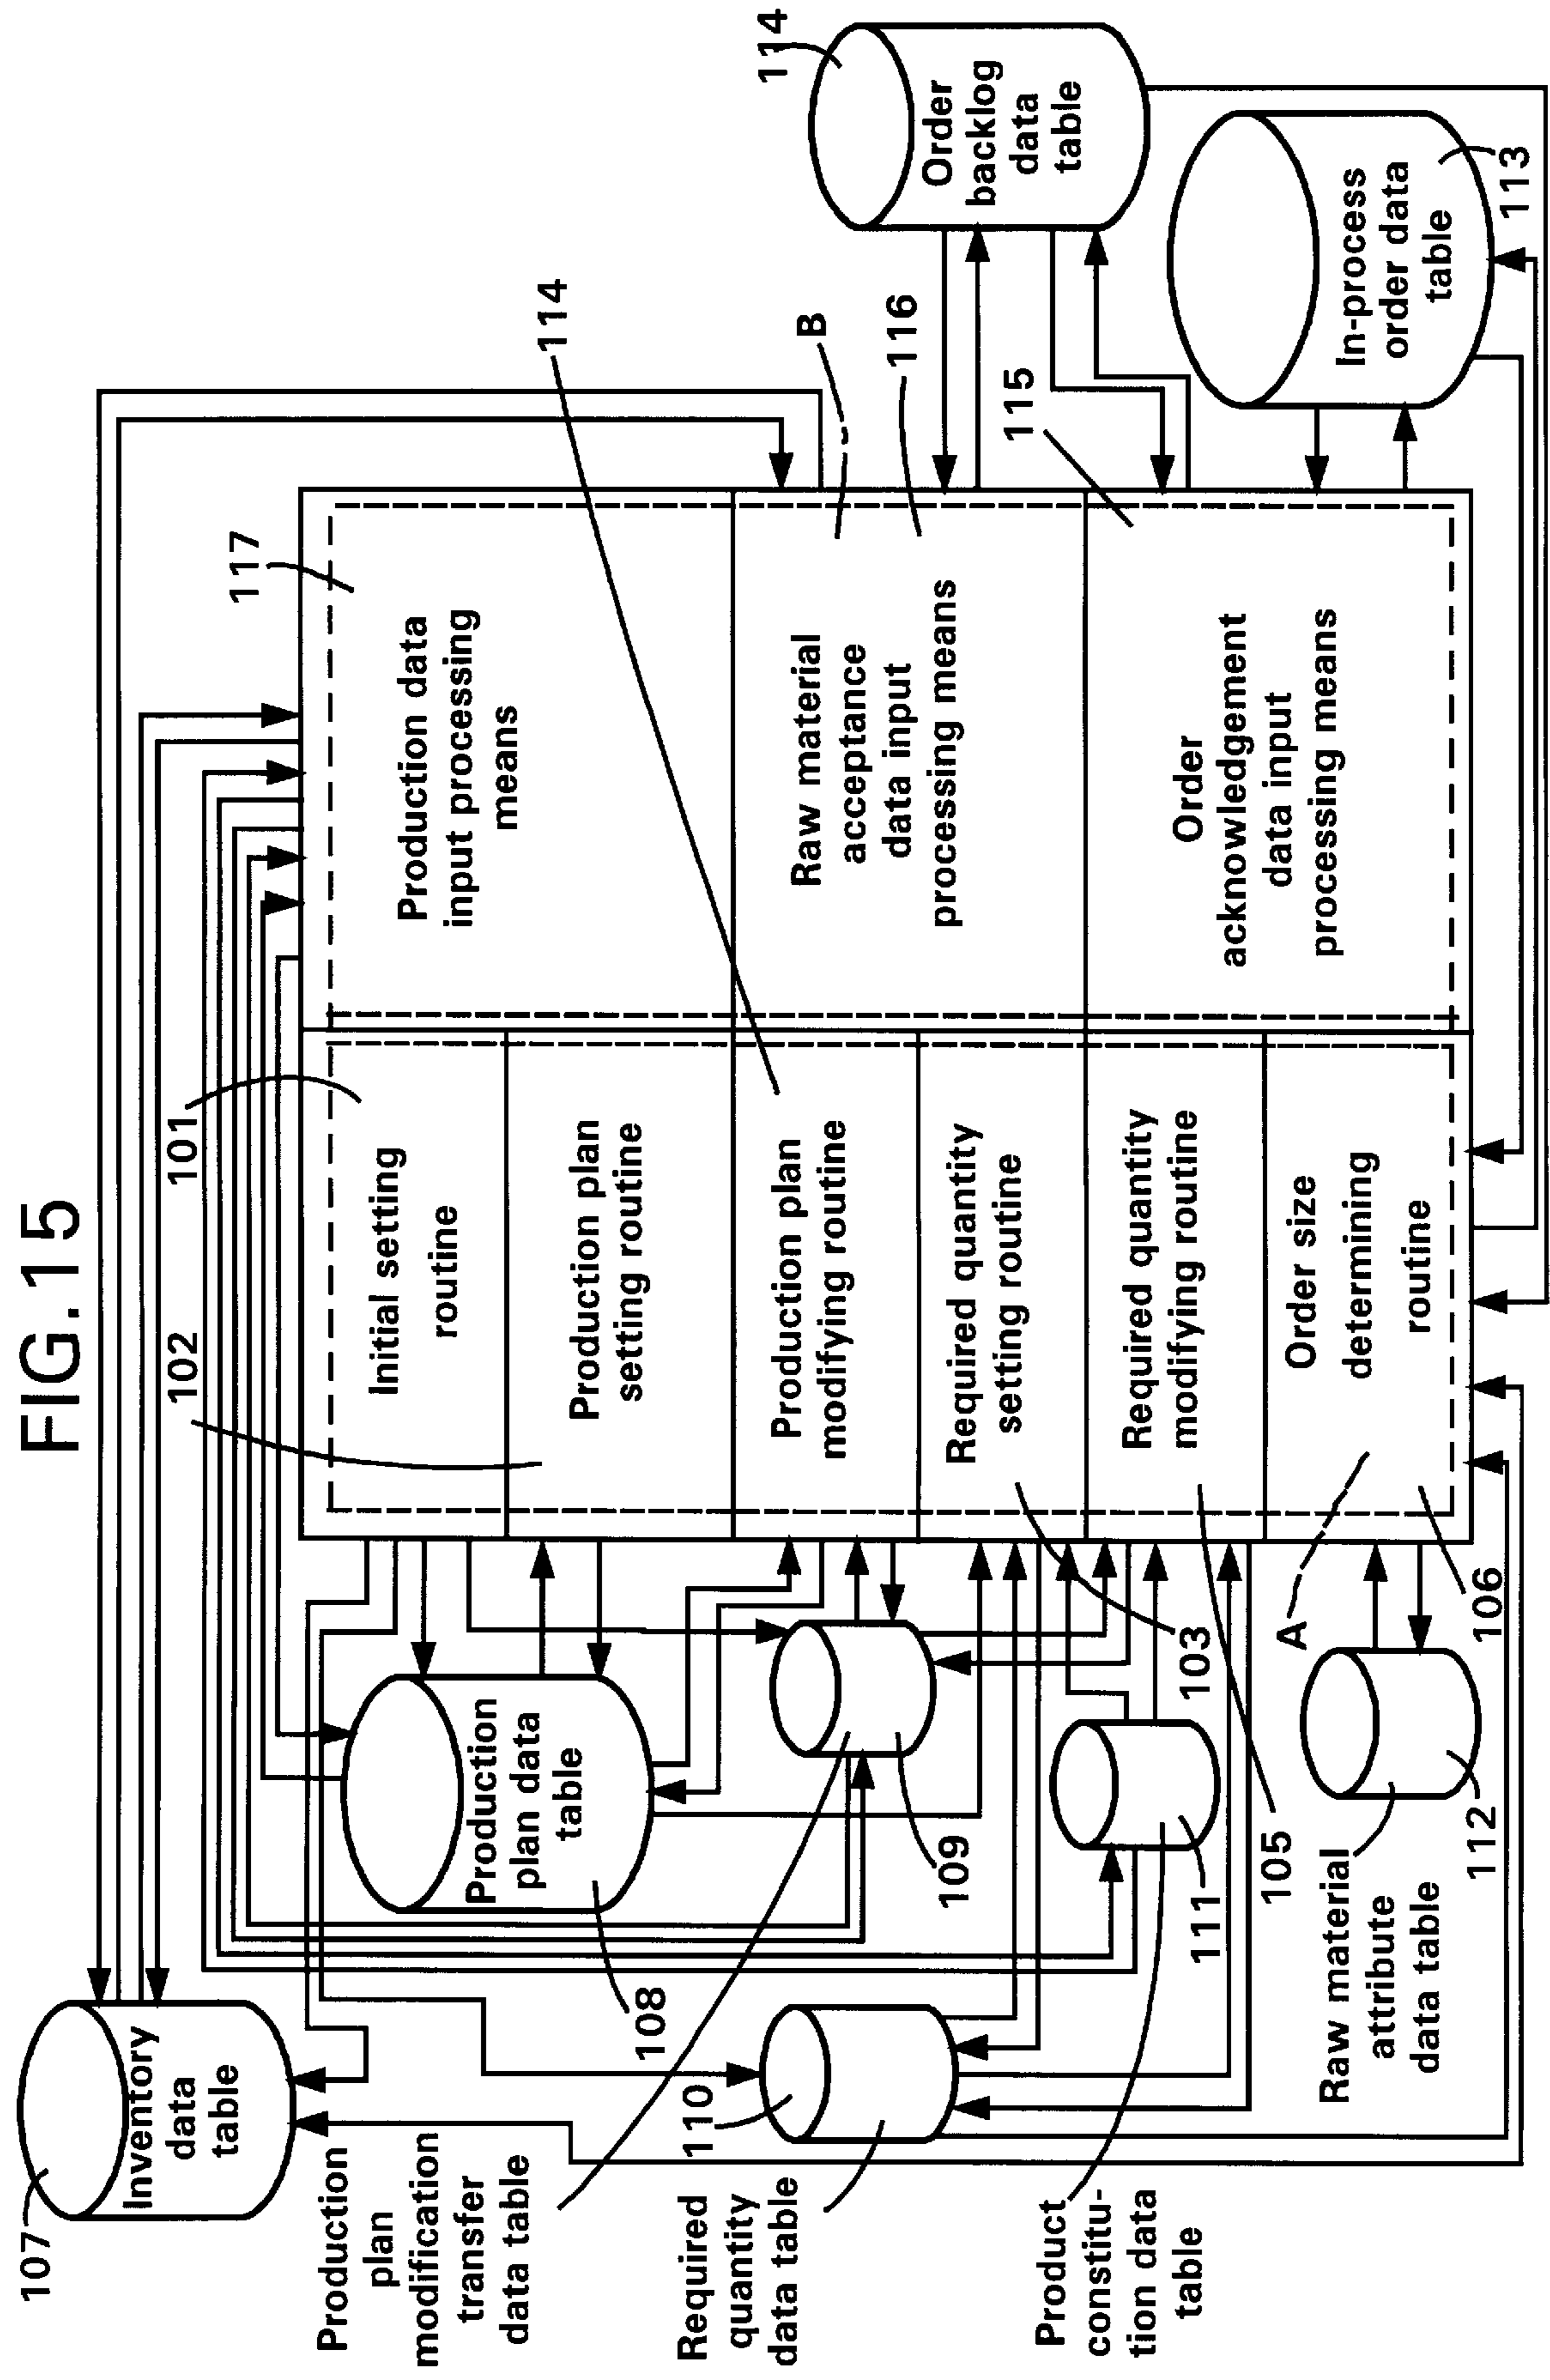 FIG.15
107
Inventory
data
table
102
101
117
114
B
116
115
114
Order
backlog
data
table
In-process
order data
table
113
Initial setting
routine
Production plan
setting routine
Production plan
modifying routine
Required quantity
setting routine
Required quantity
modifying routine
Order size
determining
routine
Production data
input processing
means
Raw material
acceptance
data input
processing means
Order
acknowledgement
data input
processing means
Production
plan data
table
108
109
103
110
111
105
A
106
112
Production
plan
modification
transfer
data table
Required
quantity
data table
Product
constitu-
tion data
table
Raw material
attribute
data table